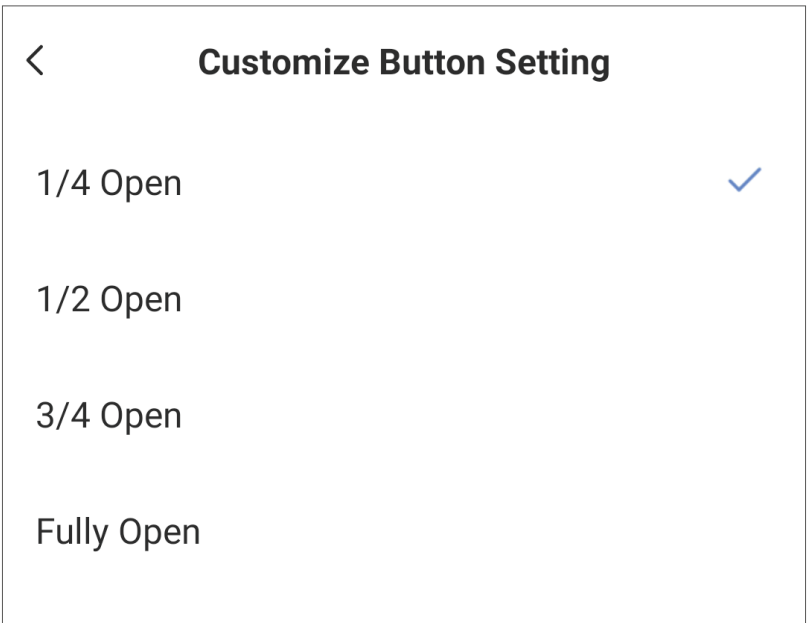 Customize Button Setting
1/4 Open
1/2 Open
3/4 Open
Fully Open